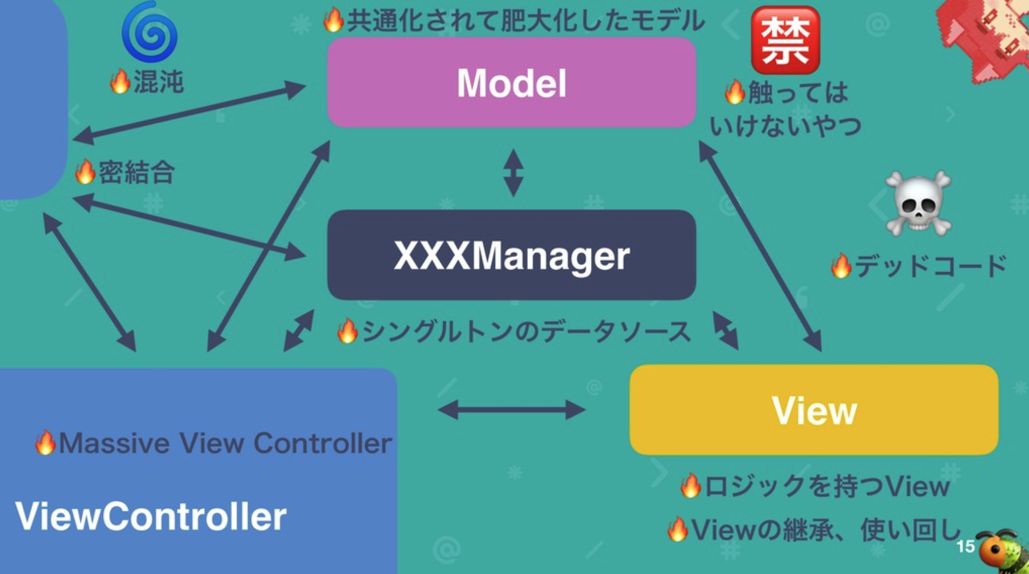 🔥共通化されて肥大化したモデル
禁
🔥混沌
Model
🔥触っては
いけないやつ
🔥密結合
XXXManager
🔥デッドコード
🔥シングルトンのデータソース
View
🔥Massive View Controller
ViewController
🔥ロジックを持つView
🔥Viewの継承、使い回し
15